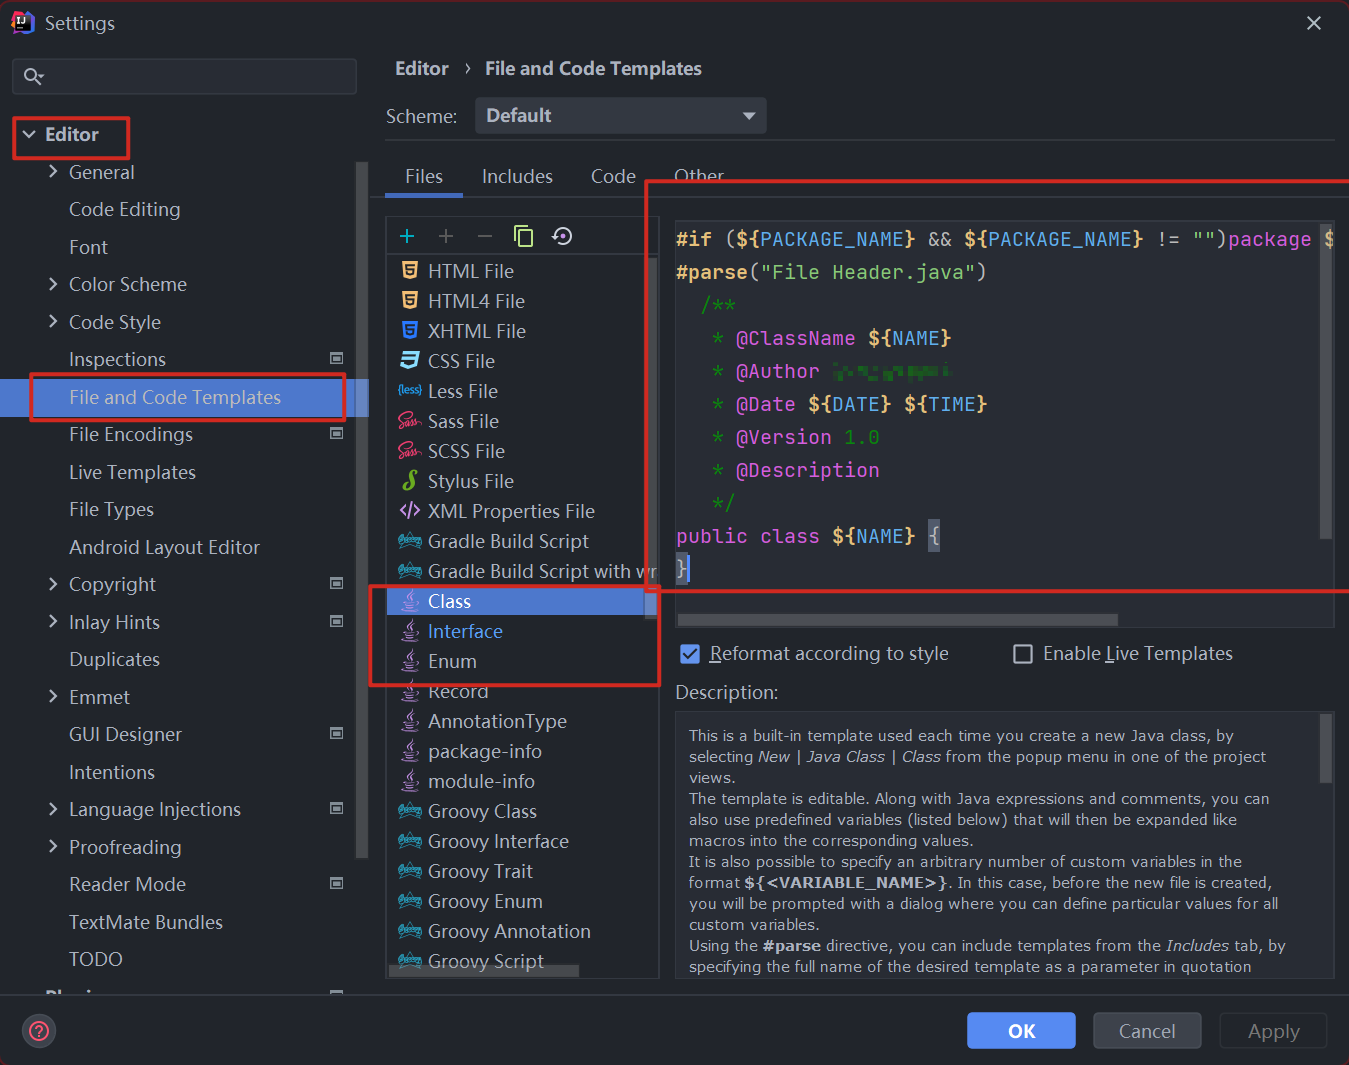 Settings
Editor
General
Code Editing
Font
Color Scheme
Code Style
Inspections
File and Code Templates
File Encodings
Live Templates
File Types
Android Layout Editor
Copyright
Inlay Hints
Duplicates
Emmet
GUI Designer
Intentions
Language Injections
Proofreading
Reader Mode
TextMate Bundles
TODO
Editor › File and Code Templates
Scheme: Default
Files Includes Code Other
HTML File
HTML4 File
XHTML File
CSS File
Less File
Sass File
SCSS File
Stylus File
XML Properties File
Gradle Build Script
Gradle Build Script with wr
Class
Interface
Enum
Record
AnnotationType
package-info
module-info
Groovy Class
Groovy Interface
Groovy Trait
Groovy Enum
Groovy Annotation
Groovy Script
#if (${PACKAGE_NAME} && ${PACKAGE_NAME} != "")package $
#parse("File Header.java")
/**
* @ClassName ${NAME}
* @Author
* @Date ${DATE} ${TIME}
* @Version 1.0
* @Description
*/
public class ${NAME} {
}
Reformat according to style
Enable Live Templates
Description:
This is a built-in template used each time you create a new Java class, by
selecting New | Java Class | Class from the popup menu in one of the project
views.
The template is editable. Along with Java expressions and comments, you can
also use predefined variables (listed below) that will then be expanded like
macros into the corresponding values.
It is also possible to specify an arbitrary number of custom variables in the
format ${<VARIABLE_NAME>}. In this case, before the new file is created,
you will be prompted with a dialog where you can define particular values for all
custom variables.
Using the #parse directive, you can include templates from the Includes tab, by
specifying the full name of the desired template as a parameter in quotation
OK
Cancel
Apply